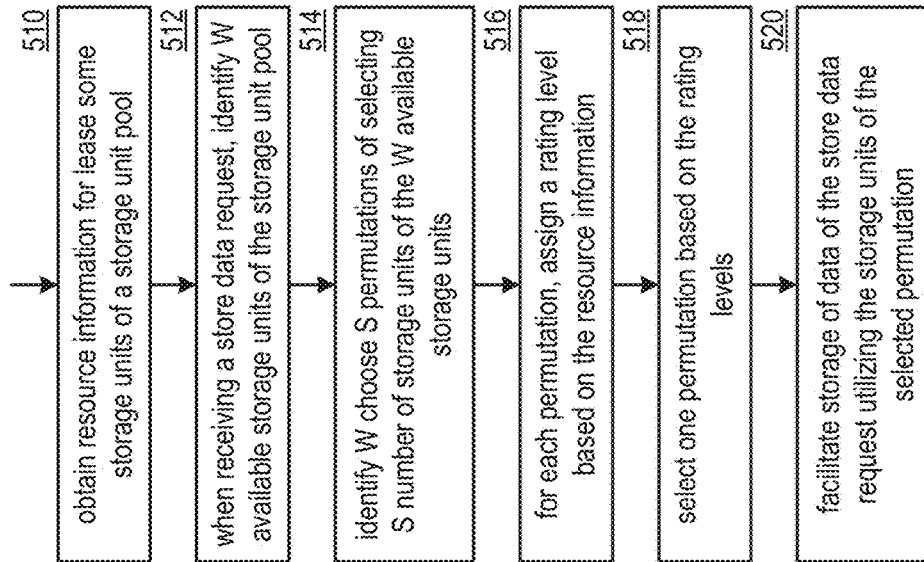 510
obtain resource information for lease some
storage units of a storage unit pool
512
when receiving a store data request, identify W
available storage units of the storage unit pool
514
identify W choose S permutations of selecting
S number of storage units of the W available
storage units
516
for each permutation, assign a rating level
based on the resource information
518
select one permutation based on the rating
levels
520
facilitate storage of data of the store data
request utilizing the storage units of the
selected permutation